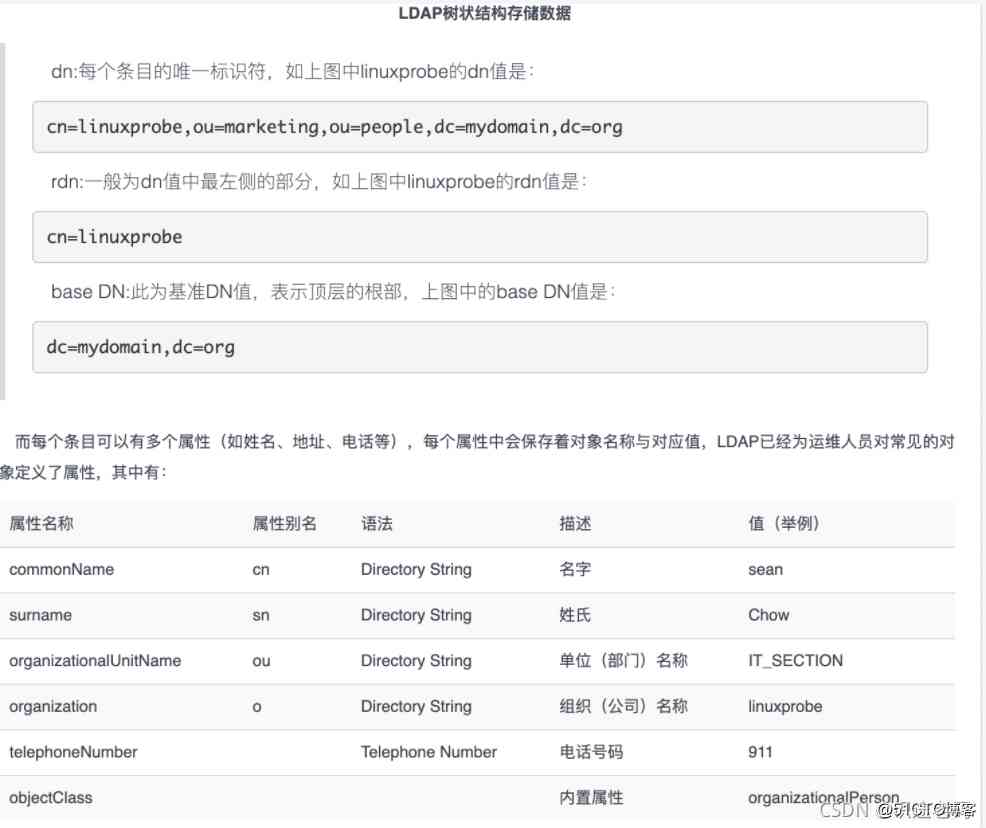 LDAP树状结构存储数据
dn:每个条目的唯一标识符，如上图中linuxprobe的dn值是：
cn=linuxprobe,ou=marketing,ou=people,dc=mydomain,dc=org
rdn:一般为dn值中最左侧的部分，如上图中linuxprobe的rdn值是：
cn=linuxprobe
base DN:此为基准DN值，表示顶层的根部，上图中的base DN值是：
dc=mydomain,dc=org
而每个条目可以有多个属性（如姓名、地址、电话等），每个属性中会保存着对象名称与对应值，LDAP已经为运维人员对常见的对
象定义了属性，其中有：
属性名称 属性别名 语法 描述 值（举例）
commonName cn Directory String 名字 sean
surname sn Directory String 姓氏 Chow
organizationalUnitName ou Directory String 单位（部门）名称 IT_SECTION
organization o Directory String 组织（公司）名称 linuxprobe
telephoneNumber Telephone Number 电话号码 911
objectClass 内置属性 organizationalPerson
CSDN @51CTO博客